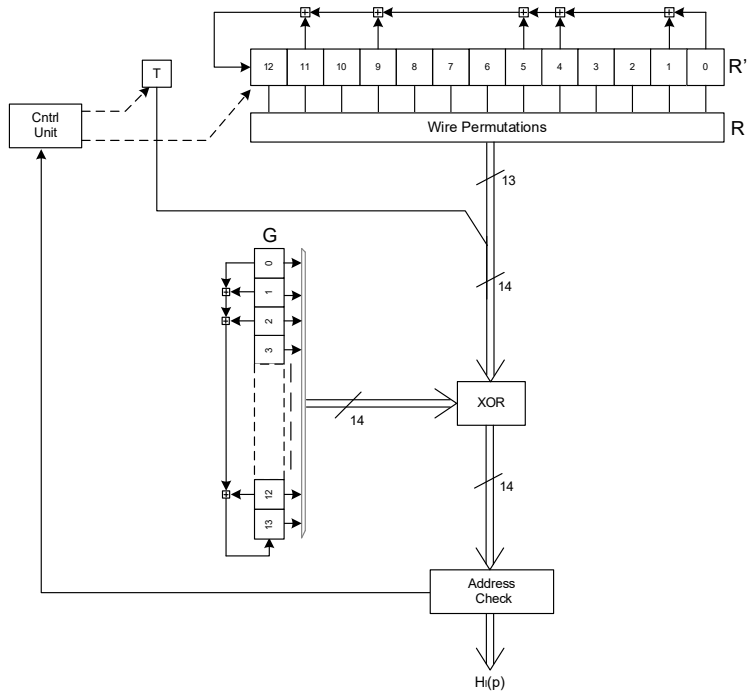 T
Cntrl
Unit
12 11 10 9 8 7 6 5 4 3 2 1 0
R'
Wire Permutations
R
13
G
0
1
2
3
12
13
14
14
XOR
14
Address
Check
Hl(p)